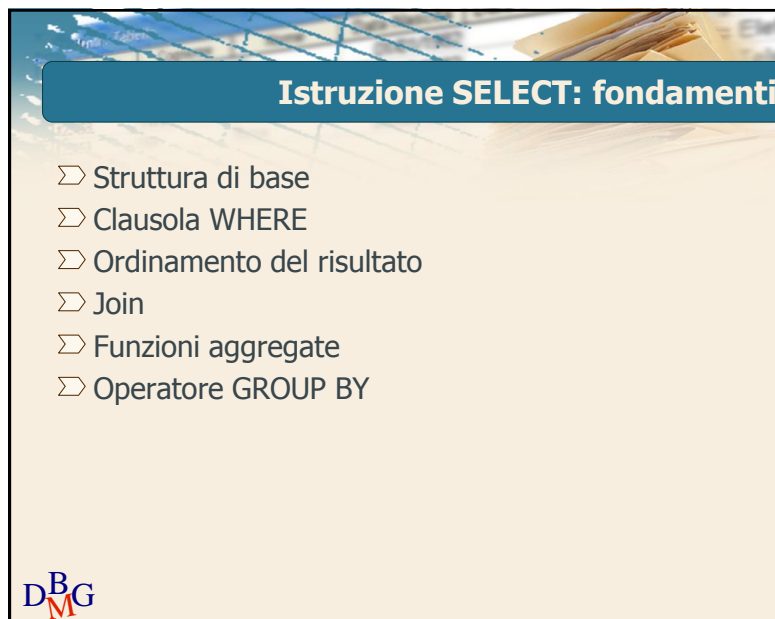 Istruzione SELECT: fondamenti
Struttura di base
Clausola WHERE
Ordinamento del risultato
Join
Funzioni aggregate
Operatore GROUP BY
DBMG